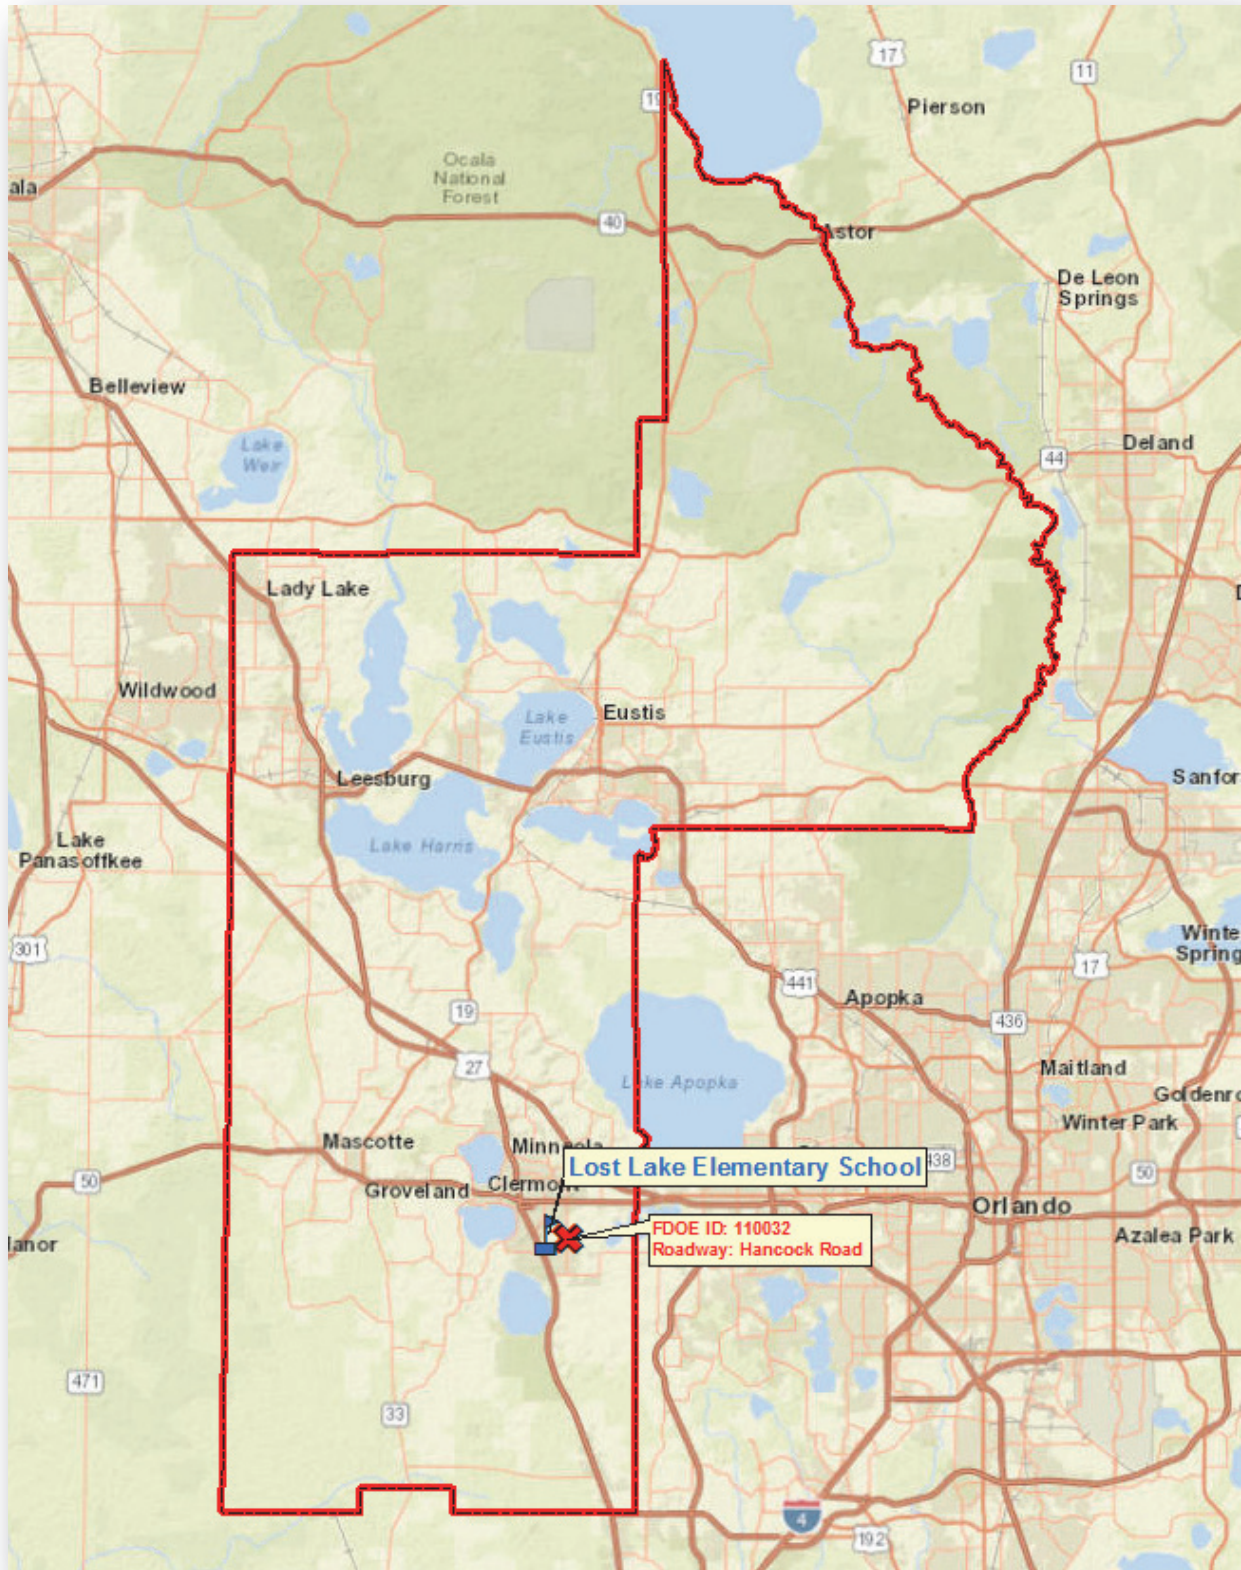 17
11
Pierson
19
Ocala
National
Forest
ala
40
Astor
De Leon
Springs
Belleview
Lake
Weir
Deland
44
Lady Lake
Wildwood
Lake
Eustis
Eustis
Leesburg
Sanfor
Lake
Panasoffkee
Lake Harris
301
Winte
Spring
17
441
Apopka
19
436
27
Lake Apopka
Maitland
Goldenro
Winter Park
Mascotte
Minneola
Lost Lake Elementary School
438
50
50
Groveland
Clermont
Orlando
lanor
FDOE ID: 110032
Roadway: Hancock Road
Azalea Park
471
33
4
192